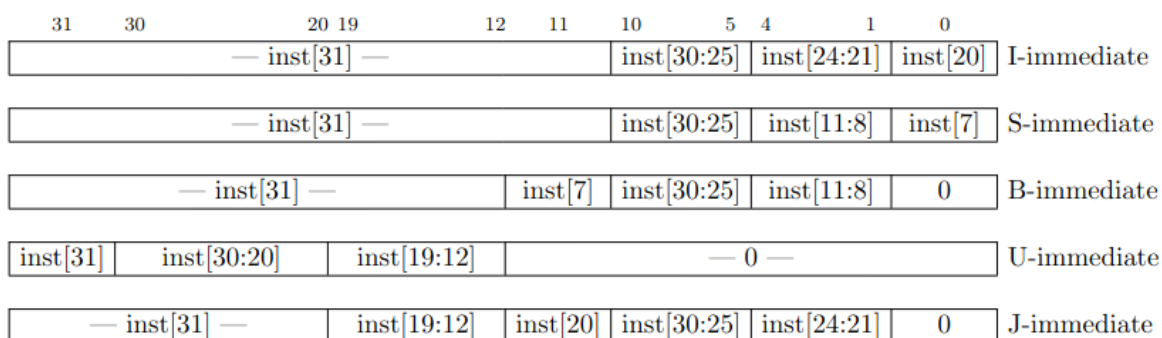 31 30 20 19 12 11 10 5 4 1 0
— inst[31] — inst[30:25] inst[24:21] inst[20] I-immediate
— inst[31] — inst[30:25] inst[11:8] inst[7] S-immediate
— inst[31] — inst[7] inst[30:25] inst[11:8] 0 B-immediate
inst[31] inst[30:20] inst[19:12] — 0 — U-immediate
— inst[31] — inst[19:12] inst[20] inst[30:25] inst[24:21] 0 J-immediate